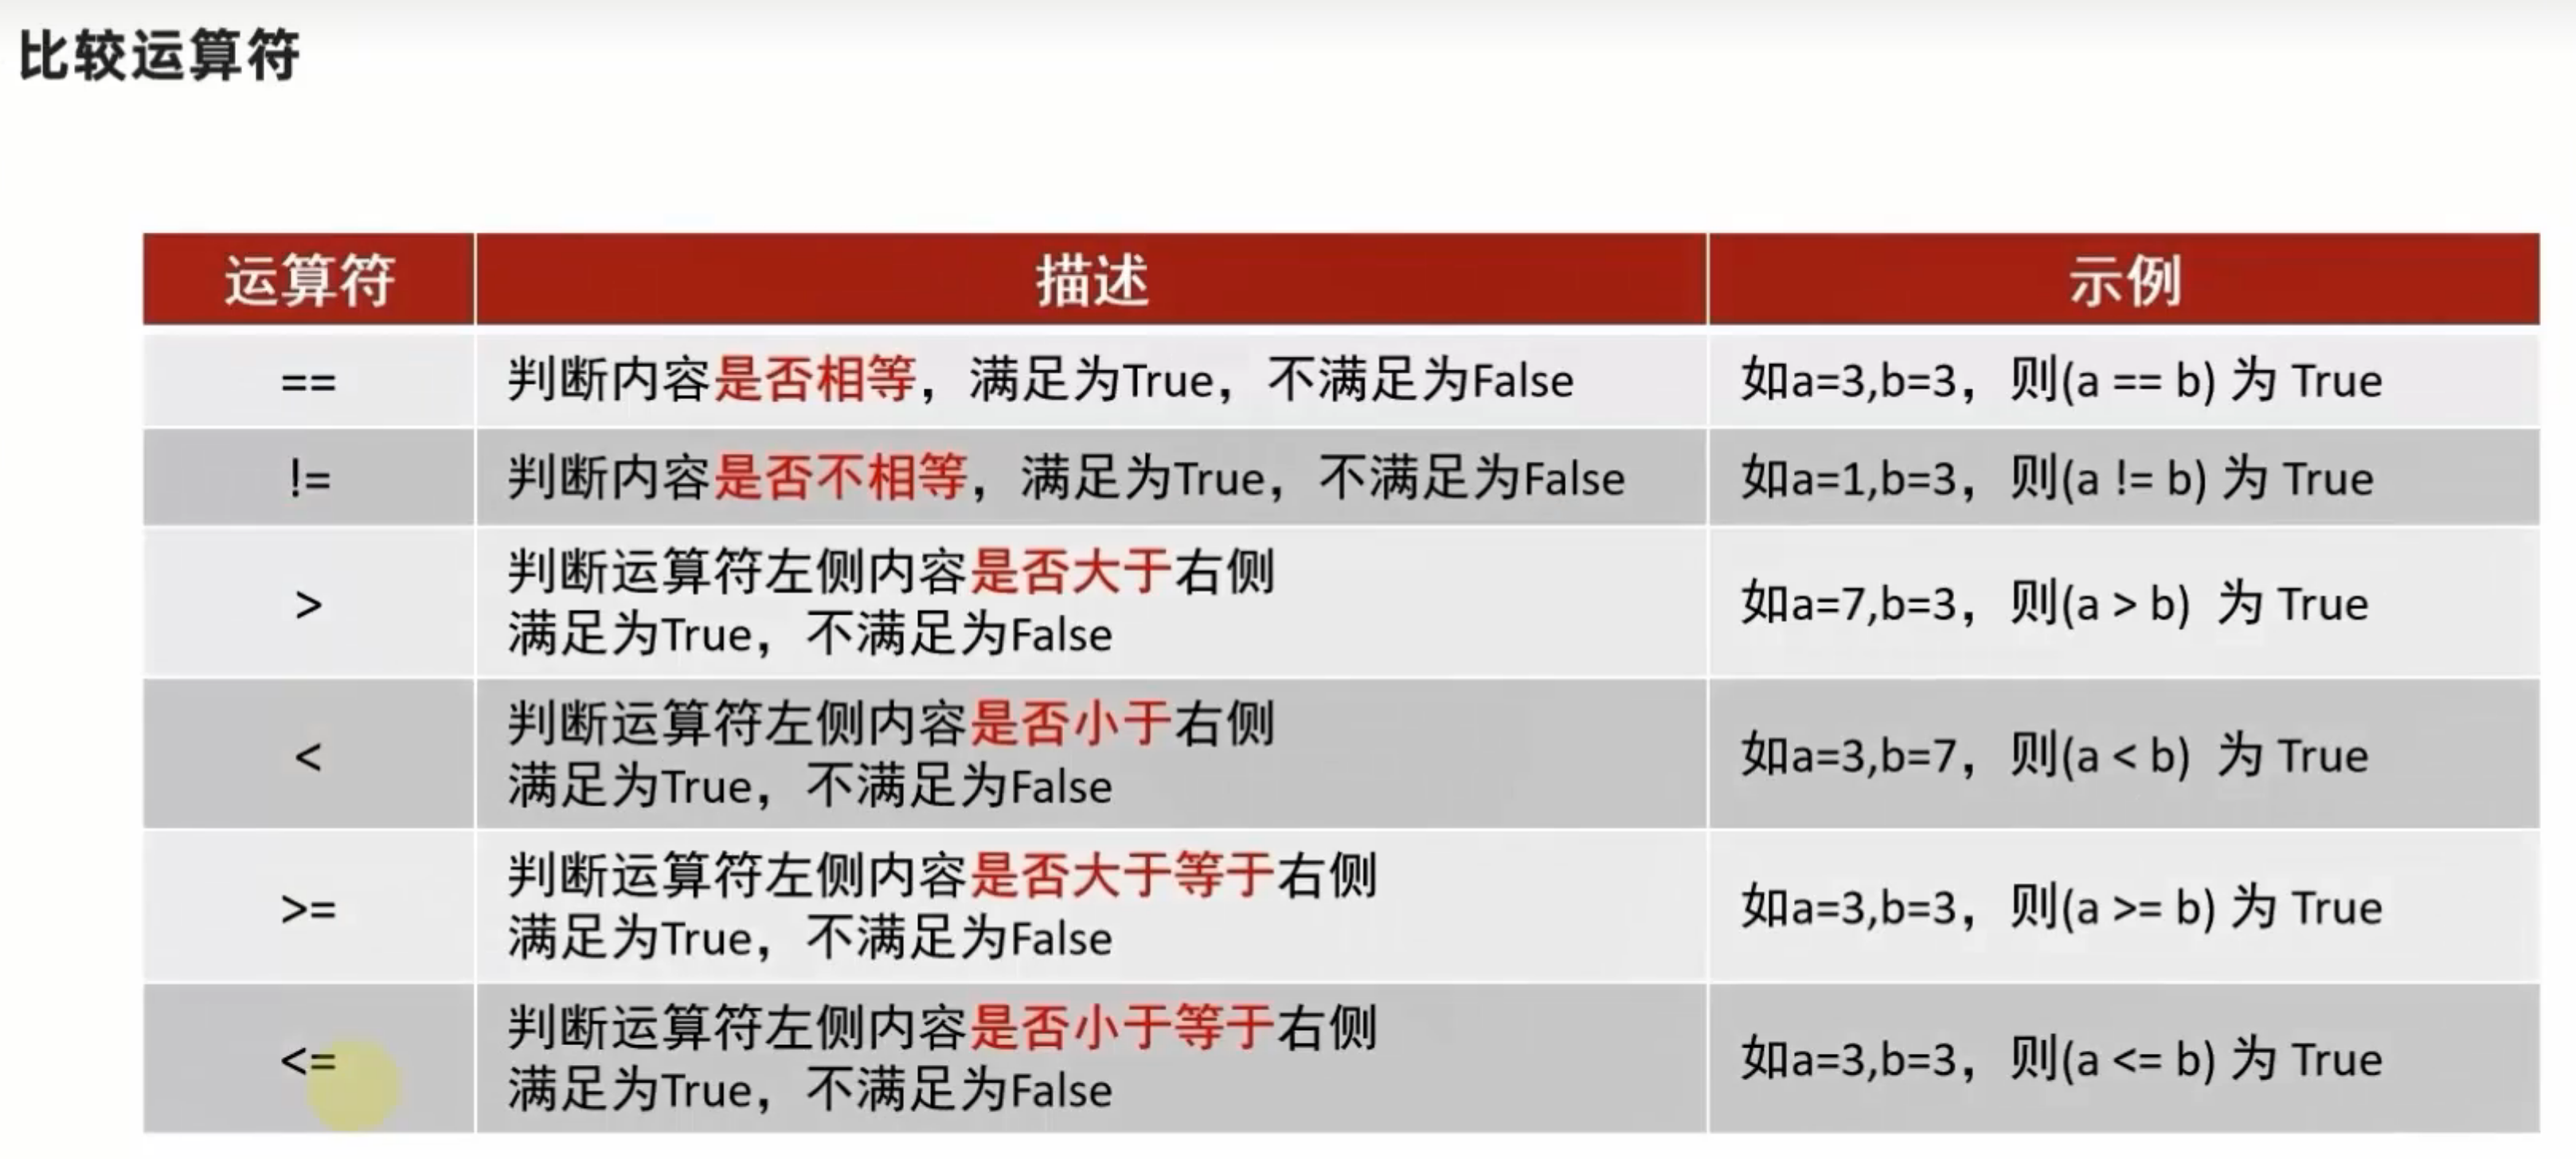 比较运算符
运算符 描述 示例
== 判断内容是否相等，满足为True，不满足为False 如a=3,b=3，则(a == b) 为 True
!= 判断内容是否不相等，满足为True，不满足为False 如a=1,b=3，则(a != b) 为 True
> 判断运算符左侧内容是否大于右侧
满足为True，不满足为False 如a=7,b=3，则(a > b) 为 True
< 判断运算符左侧内容是否小于右侧
满足为True，不满足为False 如a=3,b=7，则(a < b) 为 True
>= 判断运算符左侧内容是否大于等于右侧
满足为True，不满足为False 如a=3,b=3，则(a >= b) 为 True
<= 判断运算符左侧内容是否小于等于右侧
满足为True，不满足为False 如a=3,b=3，则(a <= b) 为 True